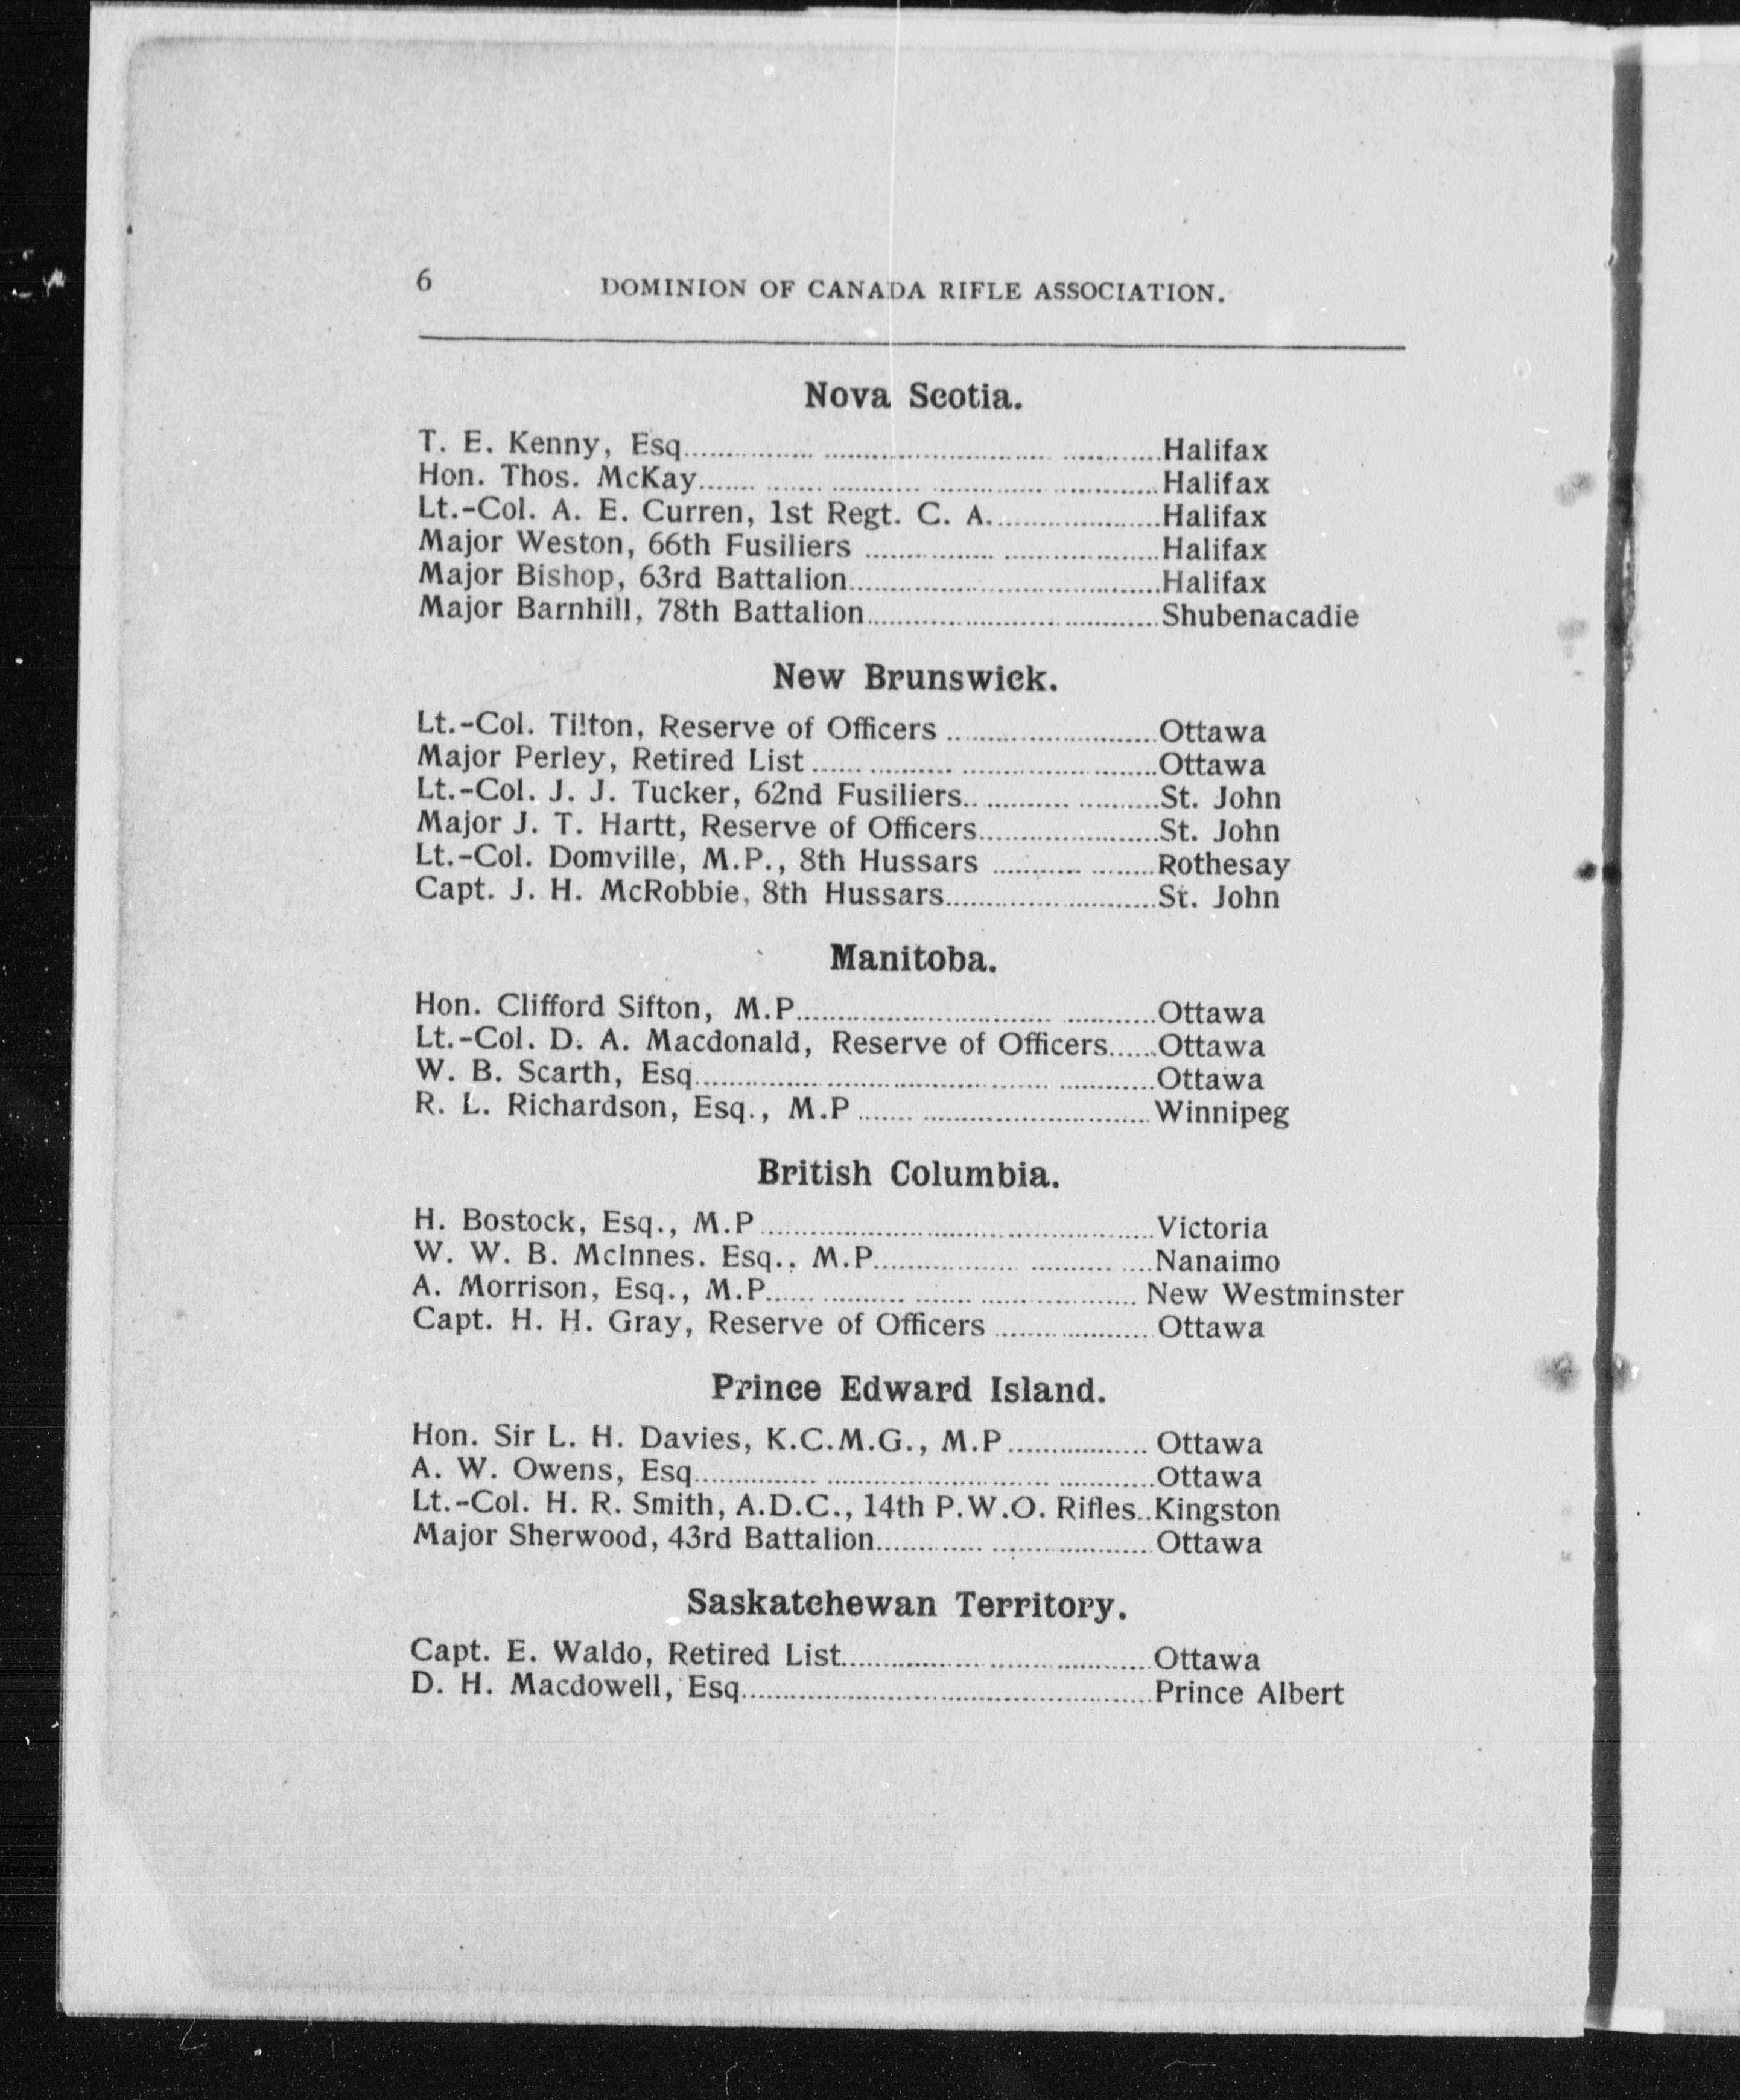 6 DOMINION OF CANADA RIFLE ASSOCIATION.
Nova Scotia.
T. E. Kenny, Esq........................Halifax
Hon. Thos. McKay........................Halifax
Lt.-Col. A. E. Curren, 1st Regt. C. A.....................Halifax
Major Weston, 66th Fusiliers ........................Halifax
Major Bishop, 63rd Battalion........................Halifax
Major Barnhill, 78th Battalion........................Shubenacadie
New Brunswick.
Lt.-Col. Tilton, Reserve of Officers ........................Ottawa
Major Perley, Retired List ........................Ottawa
Lt.-Col. J. J. Tucker, 62nd Fusiliers........................St. John
Major J. T. Hartt, Reserve of Officers........................St. John
Lt.-Col. Domville, M.P., 8th Hussars ....................Rothesay
Capt. J. H. McRobbie, 8th Hussars........................St. John
Manitoba.
Hon. Clifford Sifton, M.P........................Ottawa
Lt.-Col. D. A. Macdonald, Reserve of Officers......Ottawa
W. B. Scarth, Esq........................Ottawa
R. L. Richardson, Esq., M.P ........................Winnipeg
British Columbia.
H. Bostock, Esq., M.P ........................Victoria
W. W. B. McInnes. Esq., M.P........................Nanaimo
A. Morrison, Esq., M.P........................ New Westminster
Capt. H. H. Gray, Reserve of Officers .................... Ottawa
Prince Edward Island.
Hon. Sir L. H. Davies, K.C.M.G., M.P ................. Ottawa
A. W. Owens, Esq........................Ottawa
Lt.-Col. H. R. Smith, A.D.C., 14th P.W.O. Rifles..Kingston
Major Sherwood, 43rd Battalion........................Ottawa
Saskatchewan Territory.
Capt. E. Waldo, Retired List........................Ottawa
D. H. Macdowell, Esq........................Prince Albert